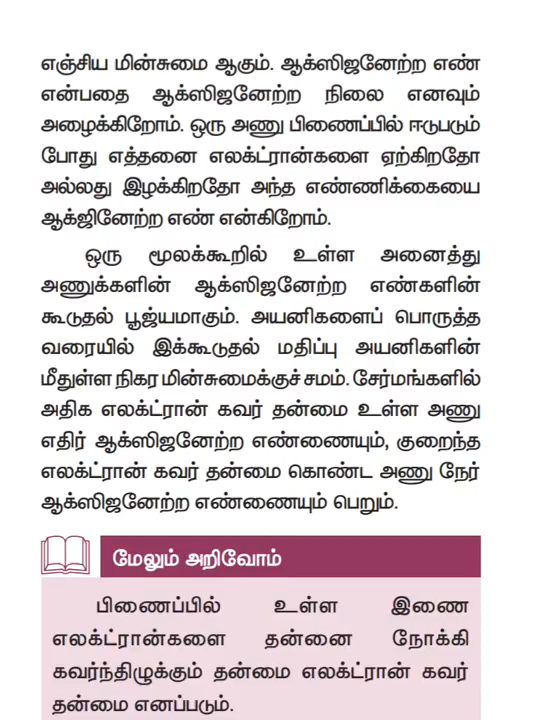 எஞ்சிய மின்சுமை ஆகும். ஆக்ஸிஜனேற்ற எண்
என்பதை ஆக்ஸிஜனேற்ற நிலை எனவும்
அழைக்கிறோம். ஒரு அணு பிணைப்பில் ஈடுபடும்
போது எத்தனை எலக்ட்ரான்களை ஏற்கிறதோ
அல்லது இழக்கிறதோ அந்த எண்ணிக்கையை
ஆக்ஜினேற்ற எண் என்கிறோம்.
ஒரு மூலக்கூறில் உள்ள அனைத்து
அணுக்களின் ஆக்ஸிஜனேற்ற எண்களின்
கூடுதல் பூஜ்யமாகும். அயனிகளைப் பொருத்த
வரையில் இக்கூடுதல் மதிப்பு அயனிகளின்
மீதுள்ள நிகர மின்சுமைக்குச் சமம். சேர்மங்களில்
அதிக எலக்ட்ரான் கவர் தன்மை உள்ள அணு
எதிர் ஆக்ஸிஜனேற்ற எண்ணையும், குறைந்த
எலக்ட்ரான் கவர் தன்மை கொண்ட அணு நேர்
ஆக்ஸிஜனேற்ற எண்ணையும் பெறும்.
மேலும் அறிவோம்
பிணைப்பில் உள்ள இணை
எலக்ட்ரான்களை தன்னை நோக்கி
கவர்ந்திழுக்கும் தன்மை எலக்ட்ரான் கவர்
தன்மை எனப்படும்.